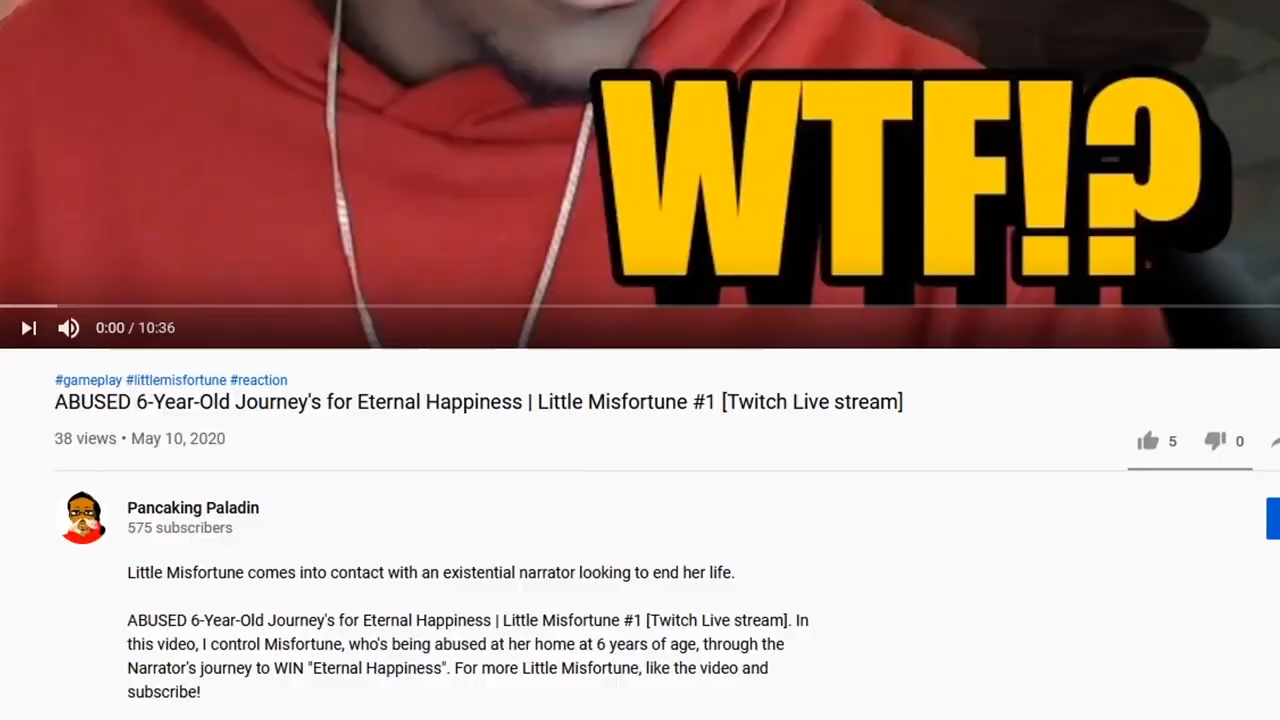 WTF!?
0:00 / 10:36
#gameplay #littlemisfortune #reaction
ABUSED 6-Year-Old Journey's for Eternal Happiness | Little Misfortune #1 [Twitch Live stream]
38 views • May 10, 2020
5 0
Pancaking Paladin
575 subscribers
Little Misfortune comes into contact with an existential narrator looking to end her life.
ABUSED 6-Year-Old Journey's for Eternal Happiness | Little Misfortune #1 [Twitch Live stream]. In
this video, I control Misfortune, who's being abused at her home at 6 years of age, through the
Narrator's journey to WIN "Eternal Happiness". For more Little Misfortune, like the video and
subscribe!